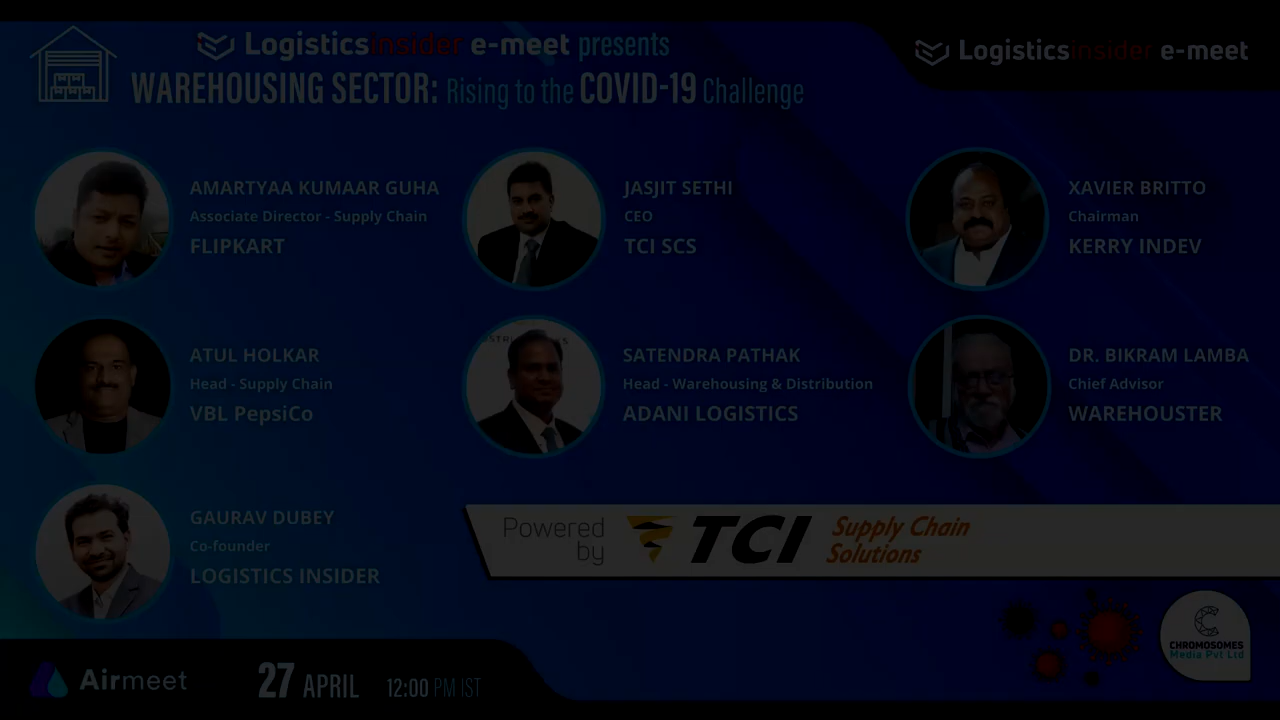 Logisticsinsider e-meet presents
Logisticsinsider e-meet
WAREHOUSING SECTOR: Rising to the COVID-19 Challenge
AMARTYAA KUMAAR GUHA
Associate Director - Supply Chain
FLIPKART
JASJIT SETHI
CEO
TCI SCS
XAVIER BRITTO
Chairman
KERRY INDEV
ATUL HOLKAR
Head - Supply Chain
VBL PepsiCo
SATENDRA PATHAK
Head - Warehousing & Distribution
ADANI LOGISTICS
DR. BIKRAM LAMBA
Chief Advisor
WAREHOUSTER
GAURAV DUBEY
Co-founder
LOGISTICS INSIDER
Powered
by
TCI
Supply Chain
Solutions
C
CHROMOSOMES
Media Pvt Ltd
Airmeet
27 APRIL
12:00 PM IST